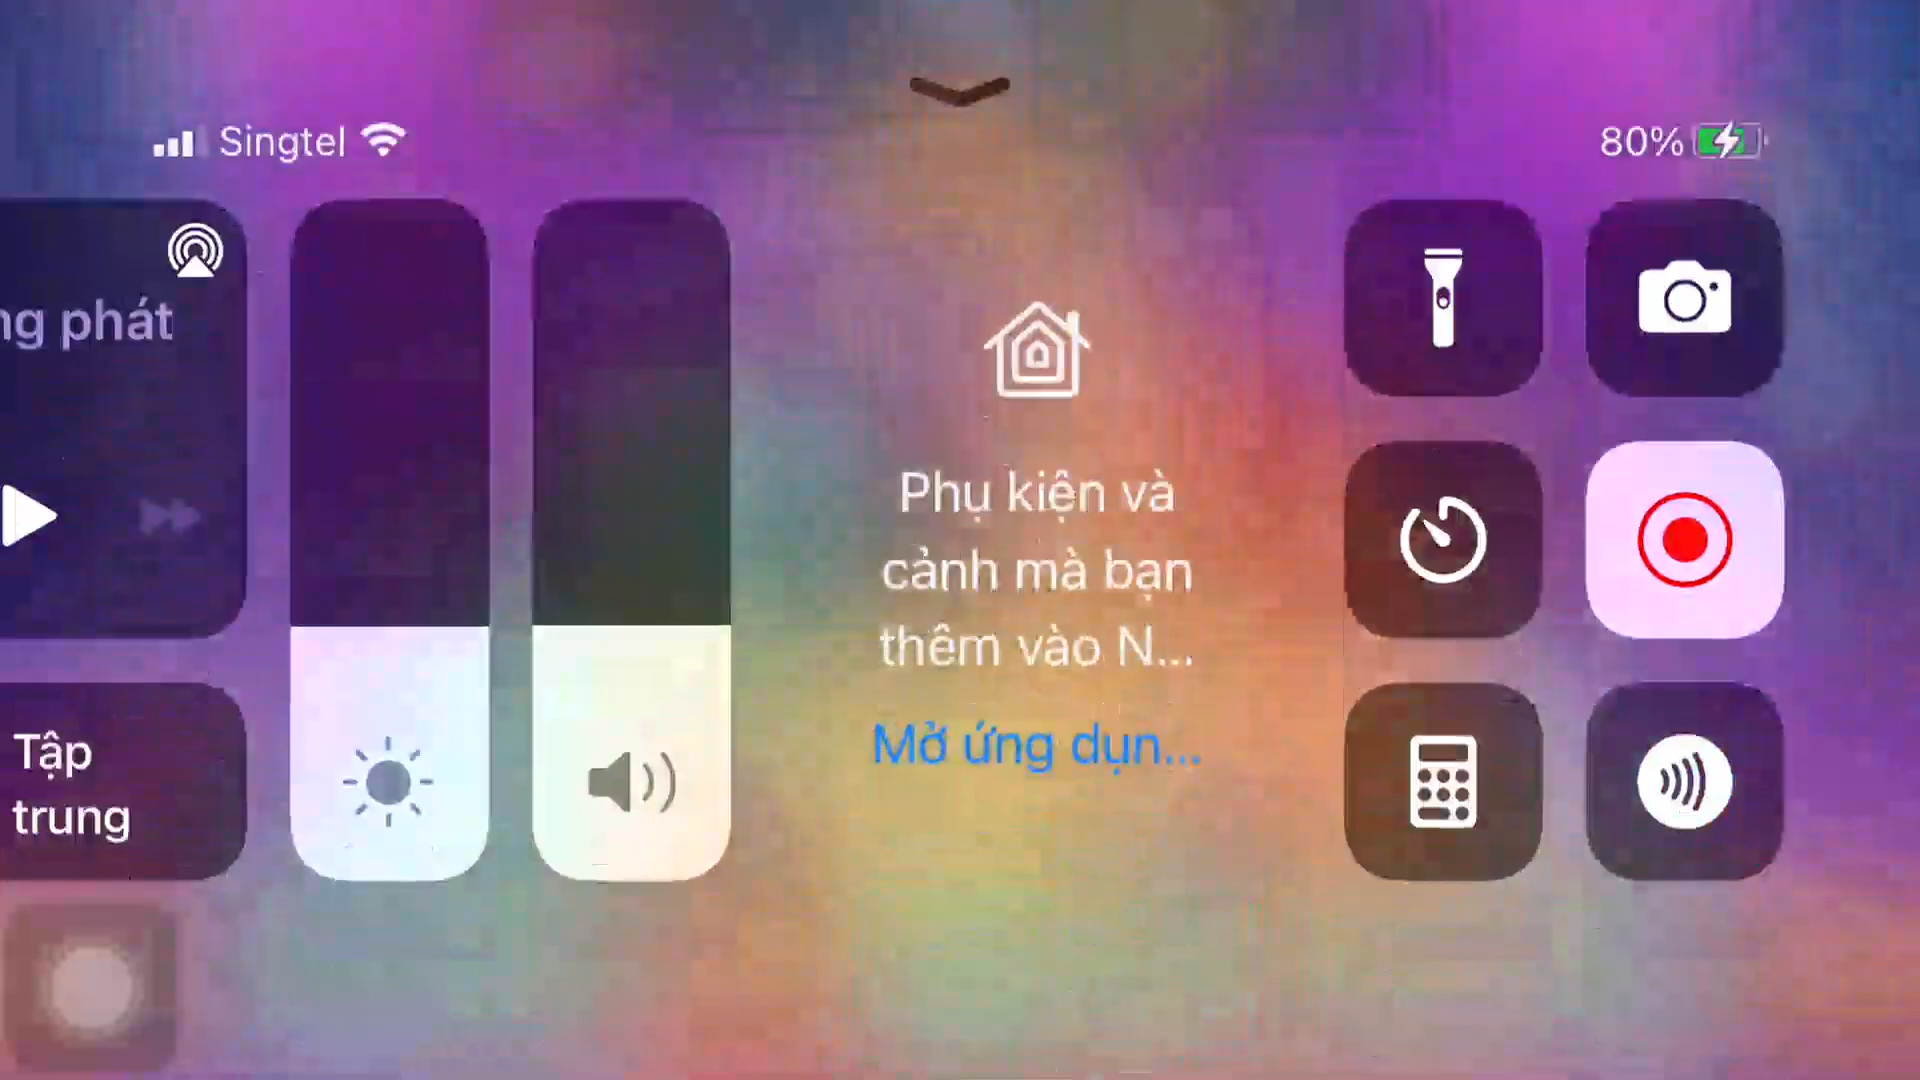 Singtel
80%
ng phát
Phụ kiện và
cảnh mà bạn
thêm vào N...
Mở ứng dụn...
Tập
trung